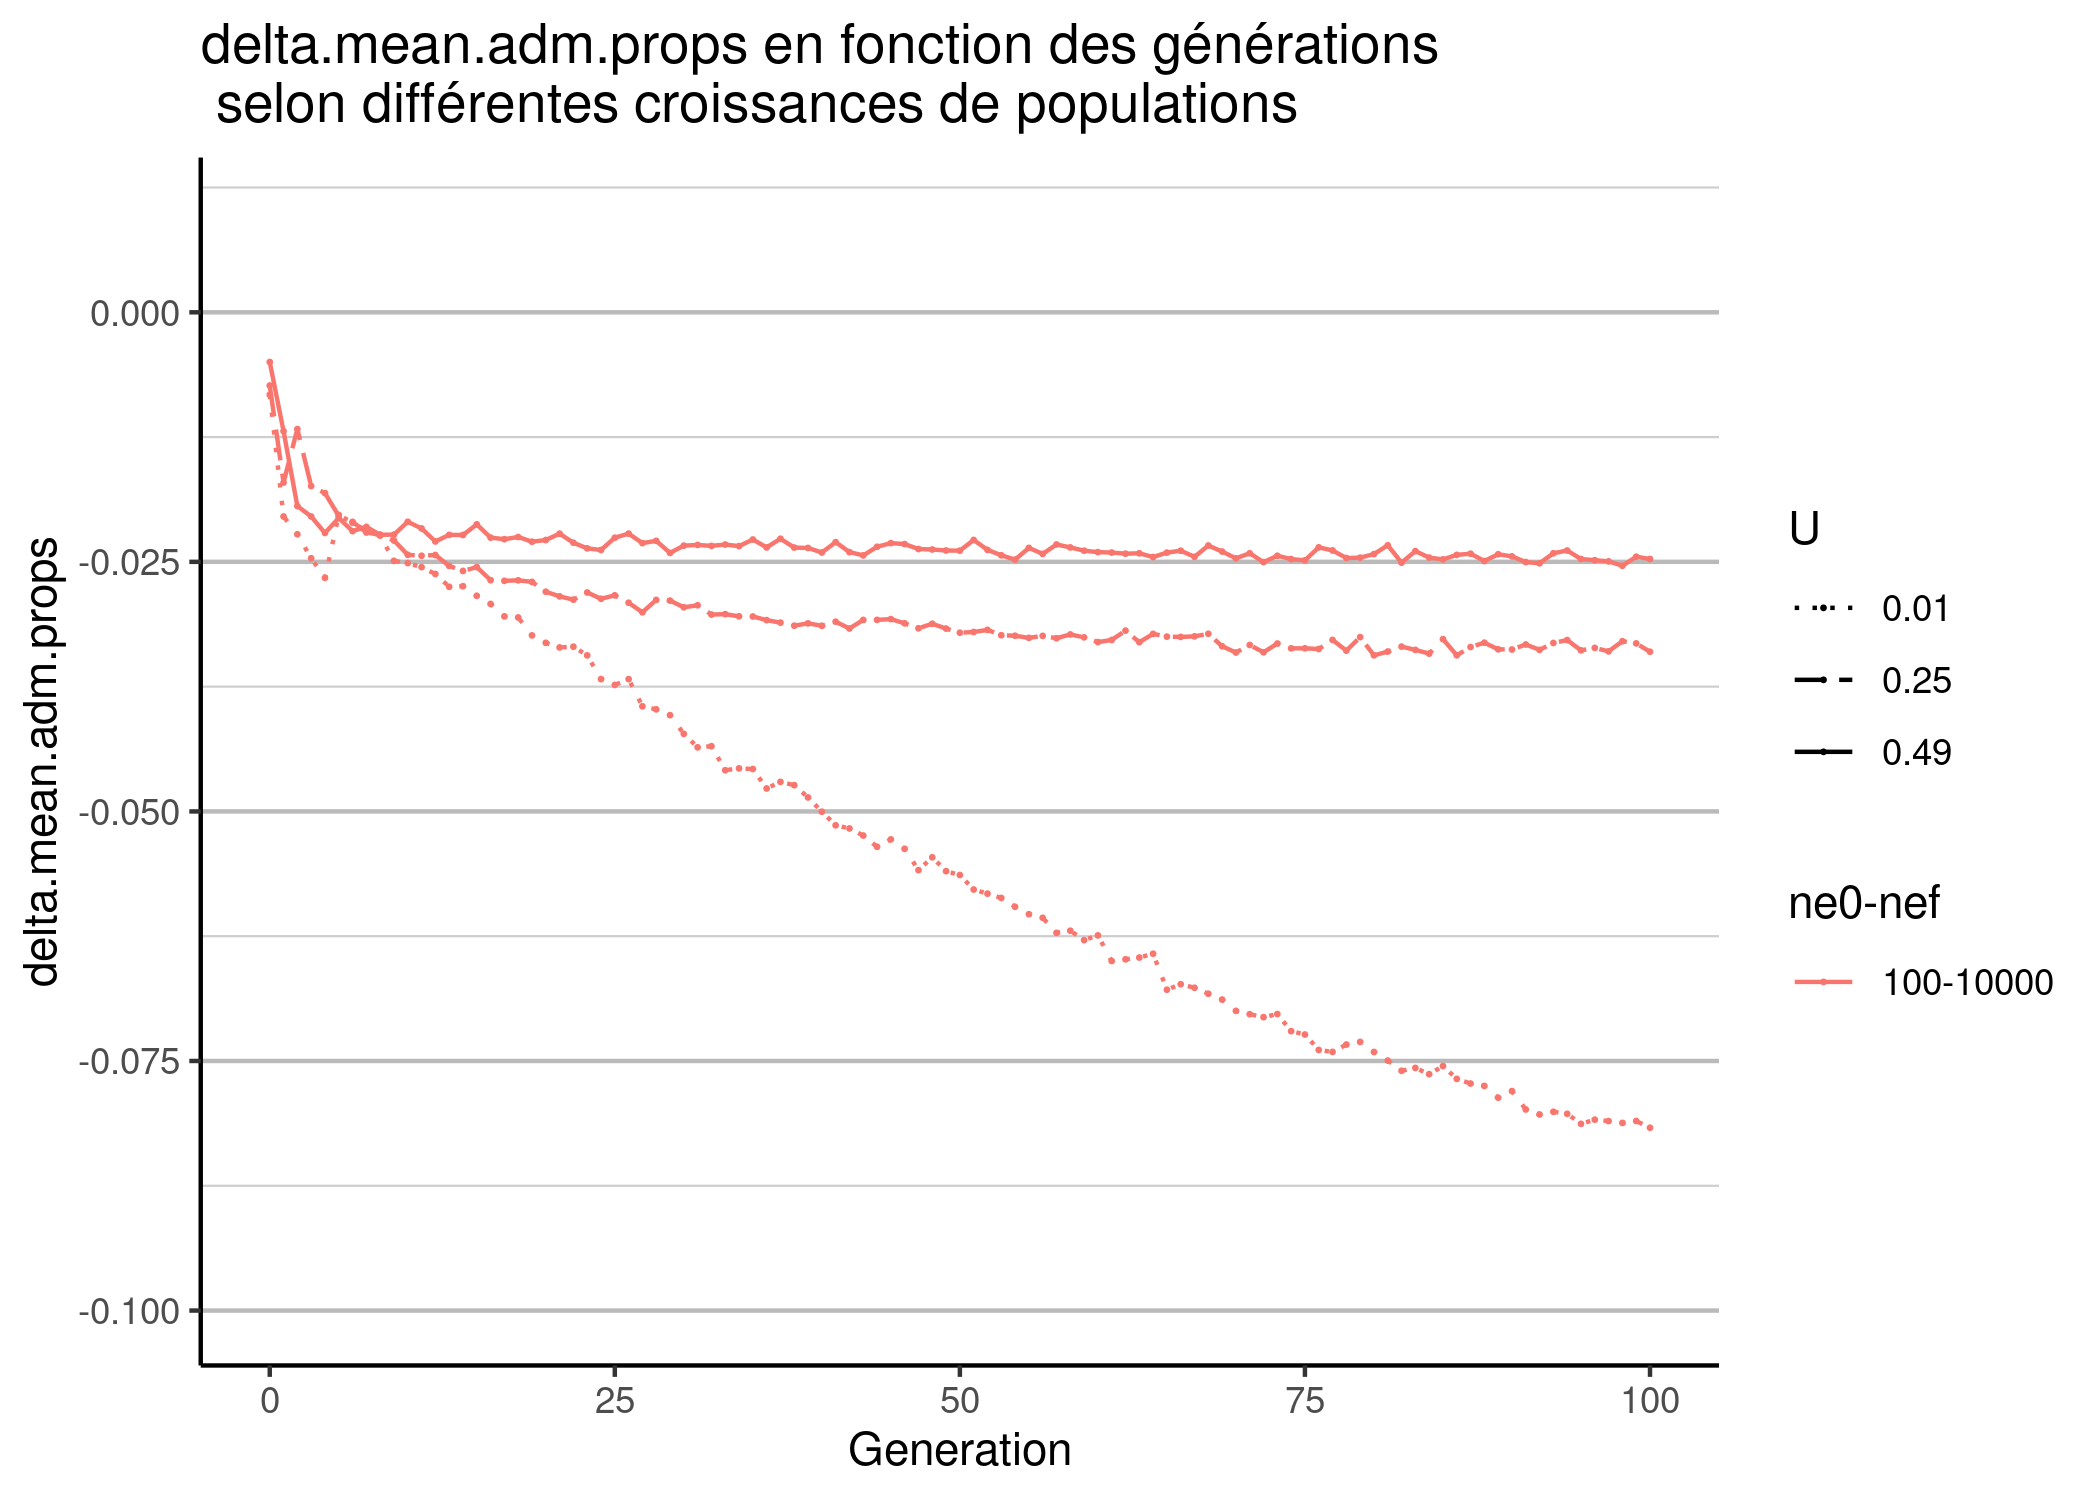 delta.mean.adm.props en fonction des générations
selon différentes croissances de populations
delta.mean.adm.props
0.000
-0.025
-0.050
-0.075
-0.100
0
25
50
75
100
Generation
U
0.01
0.25
0.49
ne0-nef
100-10000